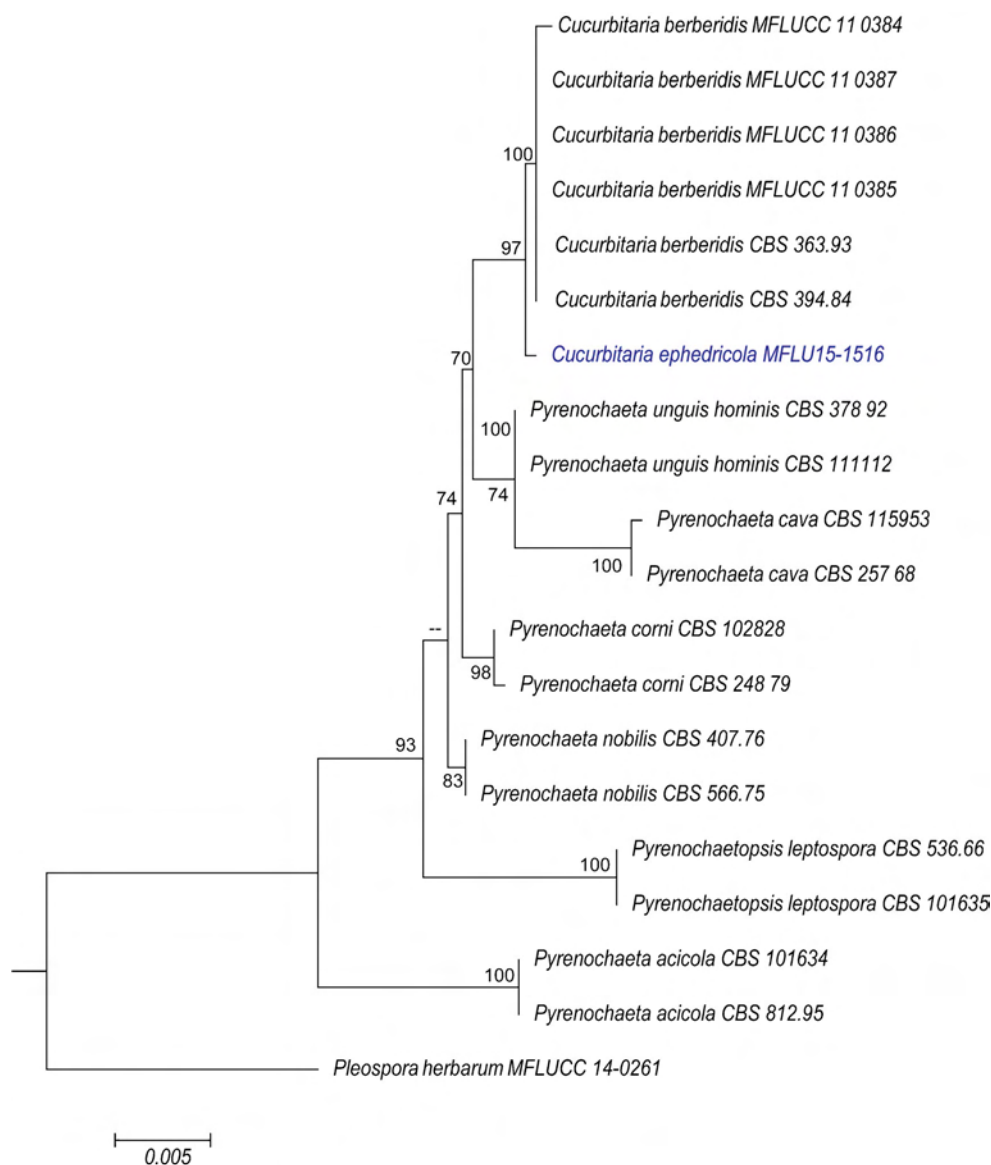 Cucurbitaria berberidis MFLUCC 11 0384
Cucurbitaria berberidis MFLUCC 11 0387
Cucurbitaria berberidis MFLUCC 11 0386
100
Cucurbitaria berberidis MFLUCC 11 0385
97
Cucurbitaria berberidis CBS 363.93
Cucurbitaria berberidis CBS 394.84
70
Cucurbitaria ephedricola MFLU15-1516
Pyrenochaeta unguis hominis CBS 378 92
100
Pyrenochaeta unguis hominis CBS 111112
74
74
Pyrenochaeta cava CBS 115953
100
Pyrenochaeta cava CBS 257 68
--
Pyrenochaeta corni CBS 102828
98
Pyrenochaeta corni CBS 248 79
93
Pyrenochaeta nobilis CBS 407.76
83
Pyrenochaeta nobilis CBS 566.75
Pyrenochaetopsis leptospora CBS 536.66
100
Pyrenochaetopsis leptospora CBS 101635
Pyrenochaeta acicola CBS 101634
100
Pyrenochaeta acicola CBS 812.95
Pleospora herbarum MFLUCC 14-0261
0.005